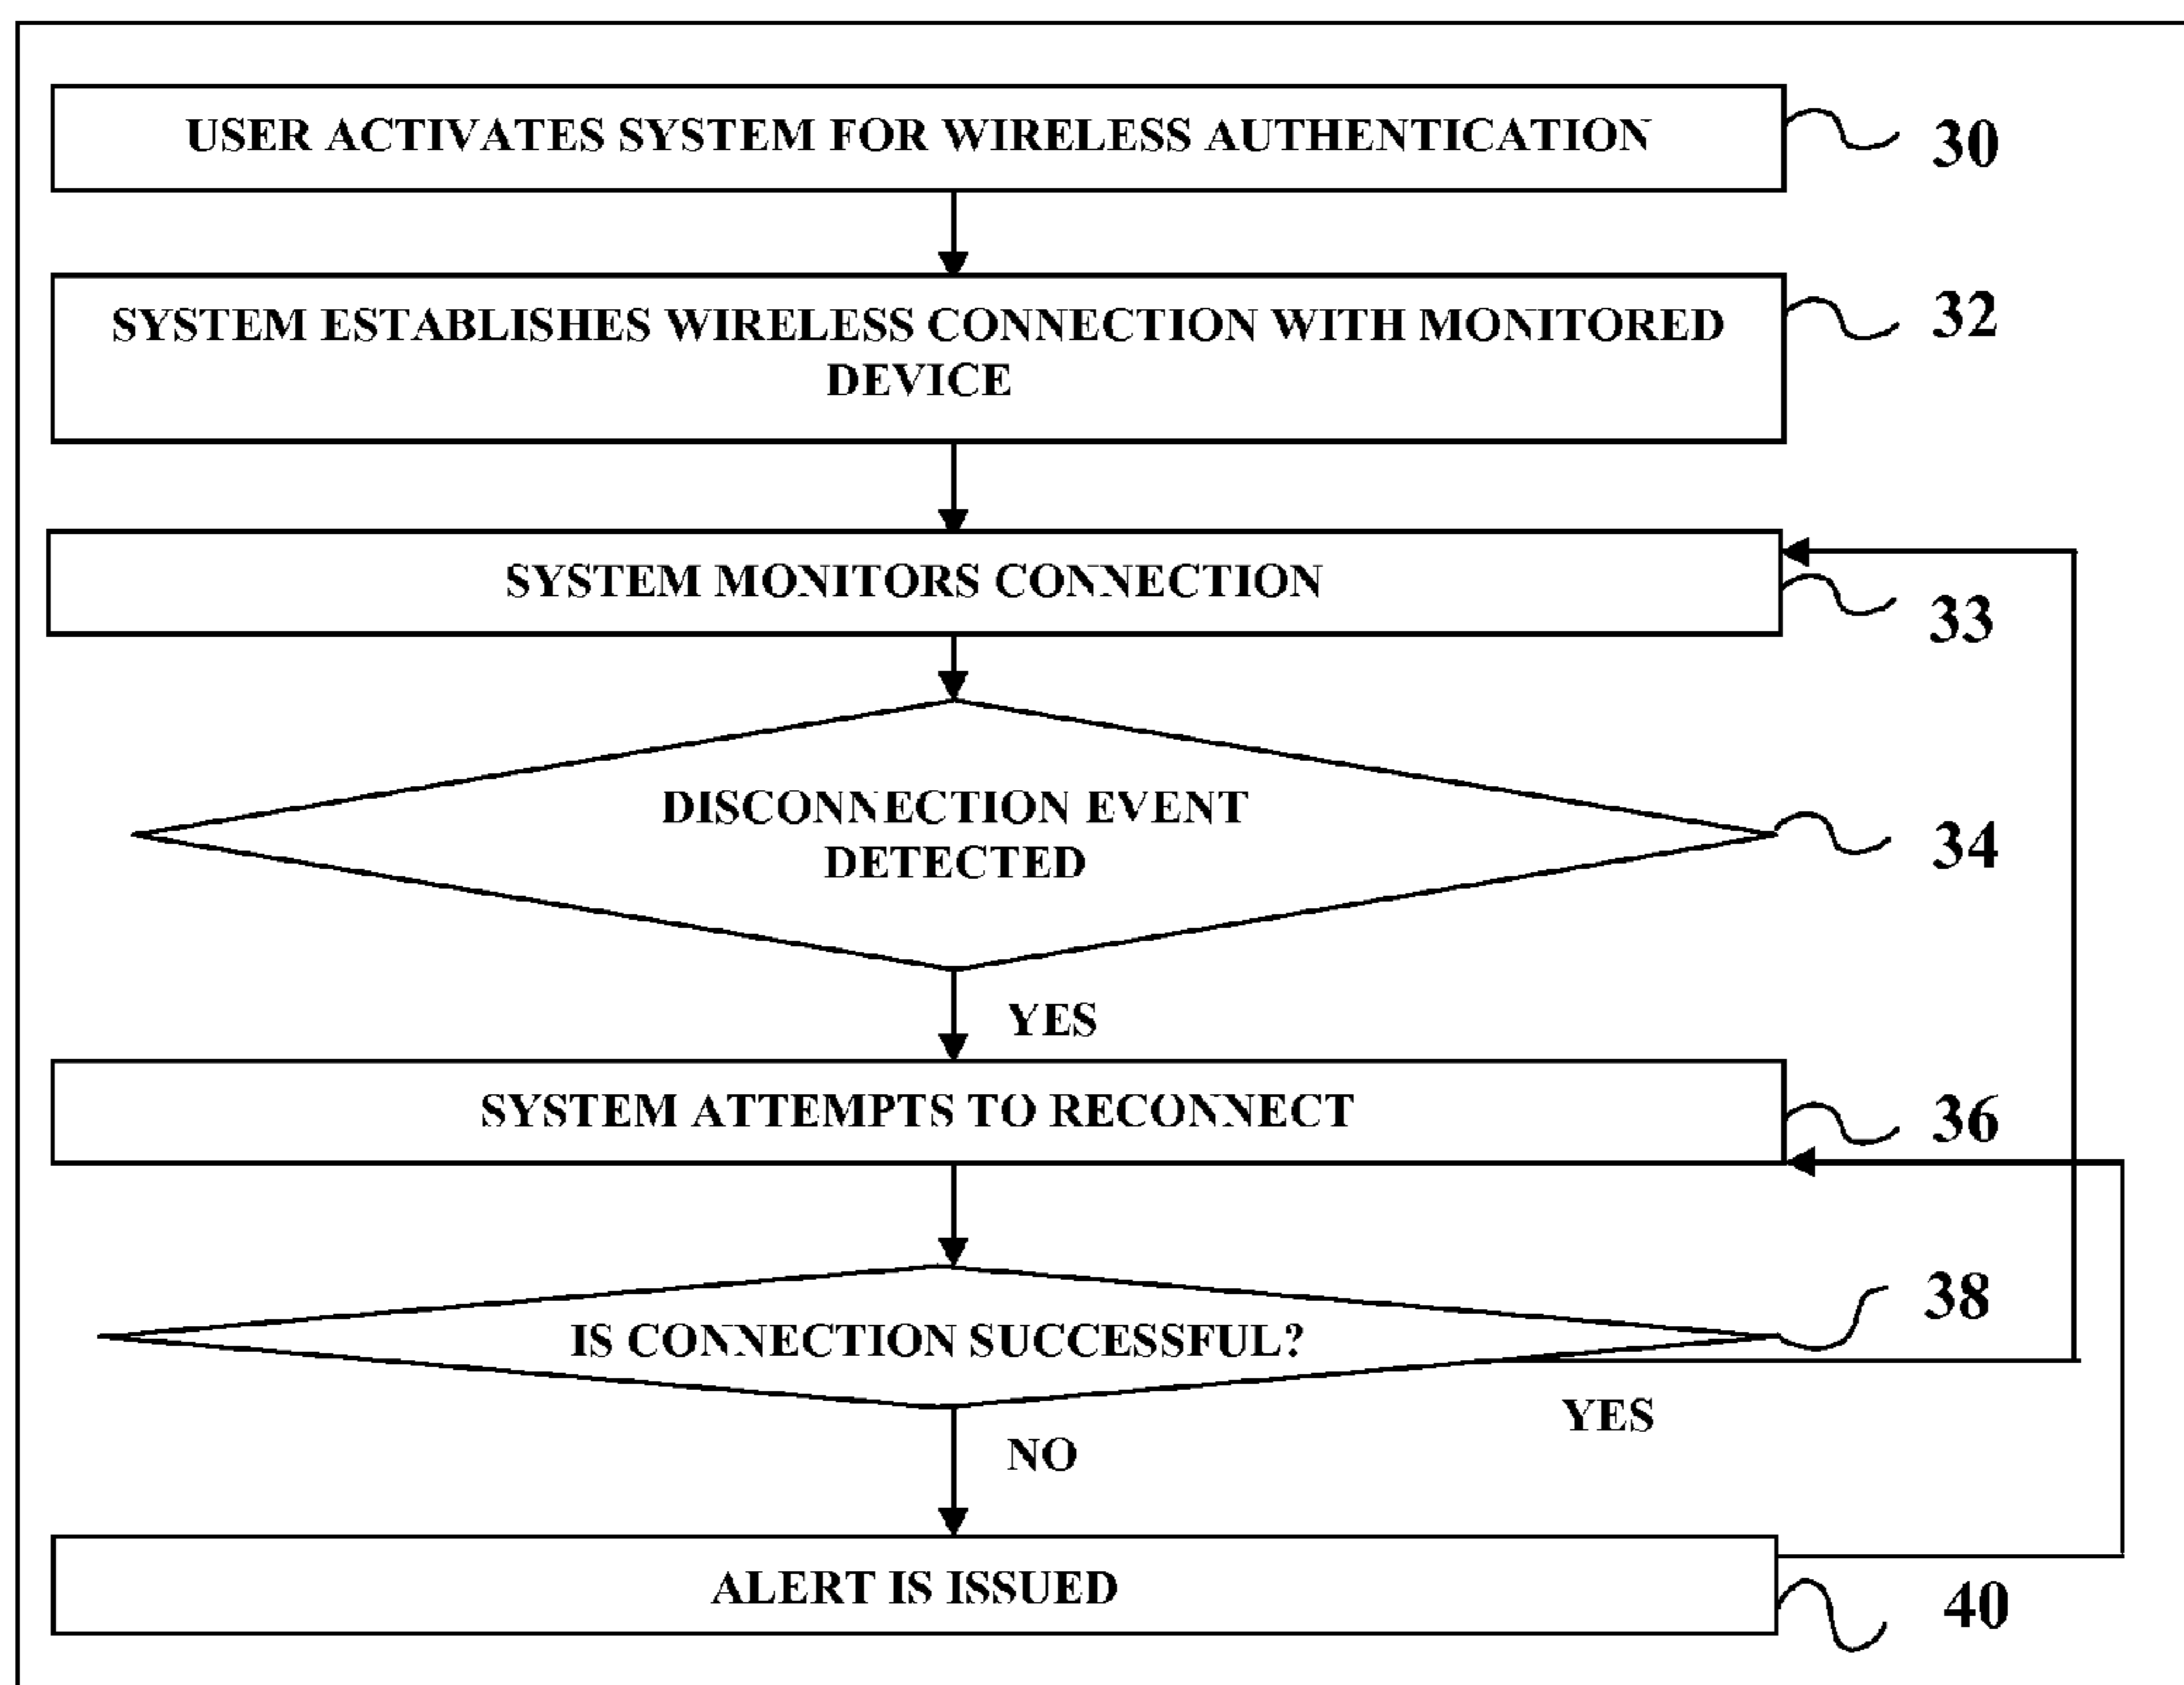 USER ACTIVATES SYSTEM FOR WIRELESS AUTHENTICATION
30
SYSTEM ESTABLISHES WIRELESS CONNECTION WITH MONITORED
DEVICE
32
SYSTEM MONITORS CONNECTION
33
DISCONNECTION EVENT
DETECTED
34
YES
SYSTEM ATTEMPTS TO RECONNECT
36
IS CONNECTION SUCCESSFUL?
38
YES
NO
ALERT IS ISSUED
40